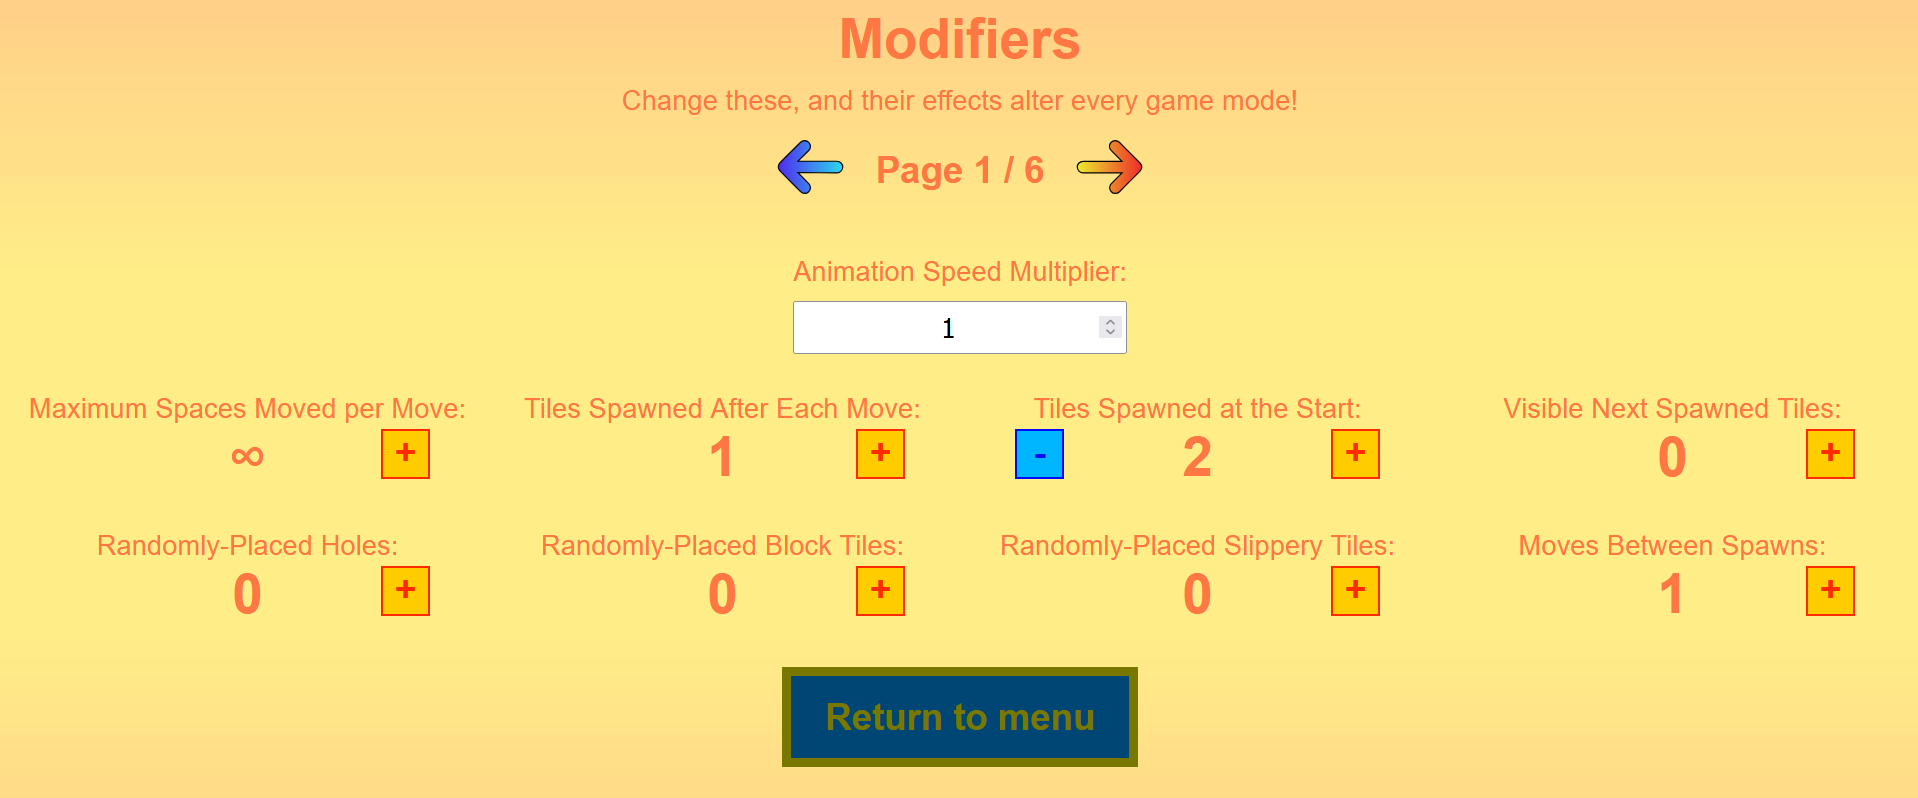 Modifiers
Change these, and their effects alter every game mode!
Page 1 / 6
Animation Speed Multiplier:
1
Maximum Spaces Moved per Move: Tiles Spawned After Each Move: Tiles Spawned at the Start: Visible Next Spawned Tiles:
∞ + 1 + - 2 + 0 +
Randomly-Placed Holes: Randomly-Placed Block Tiles: Randomly-Placed Slippery Tiles: Moves Between Spawns:
0 + 0 + 0 + 1 +
Return to menu